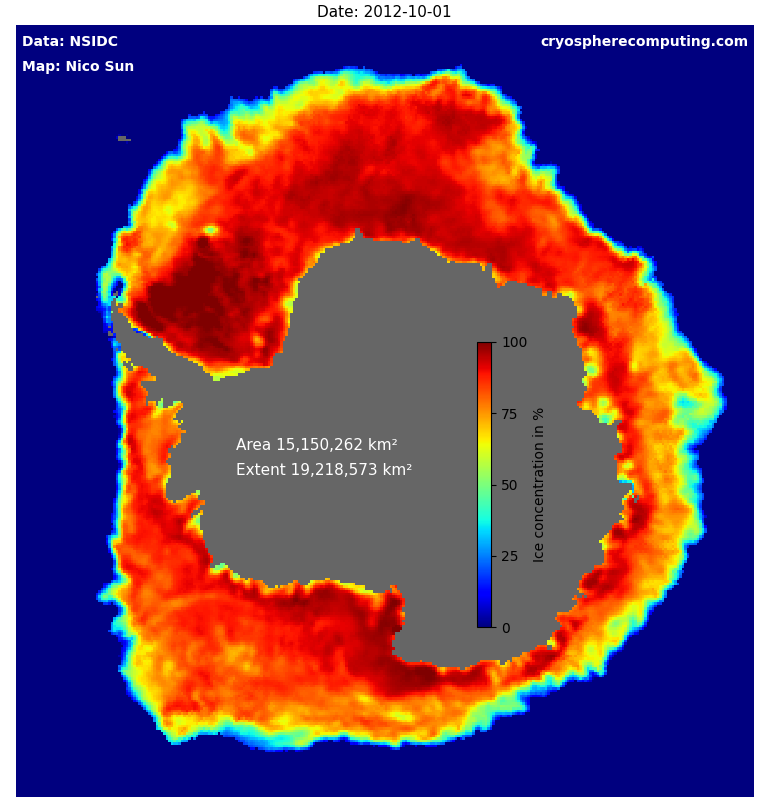 Date: 2012-10-01
Data: NSIDC
cryospherecomputing.com
Map: Nico Sun
100
75
50
25
0
Ice concentration in %
Area 15,150,262 km²
Extent 19,218,573 km²